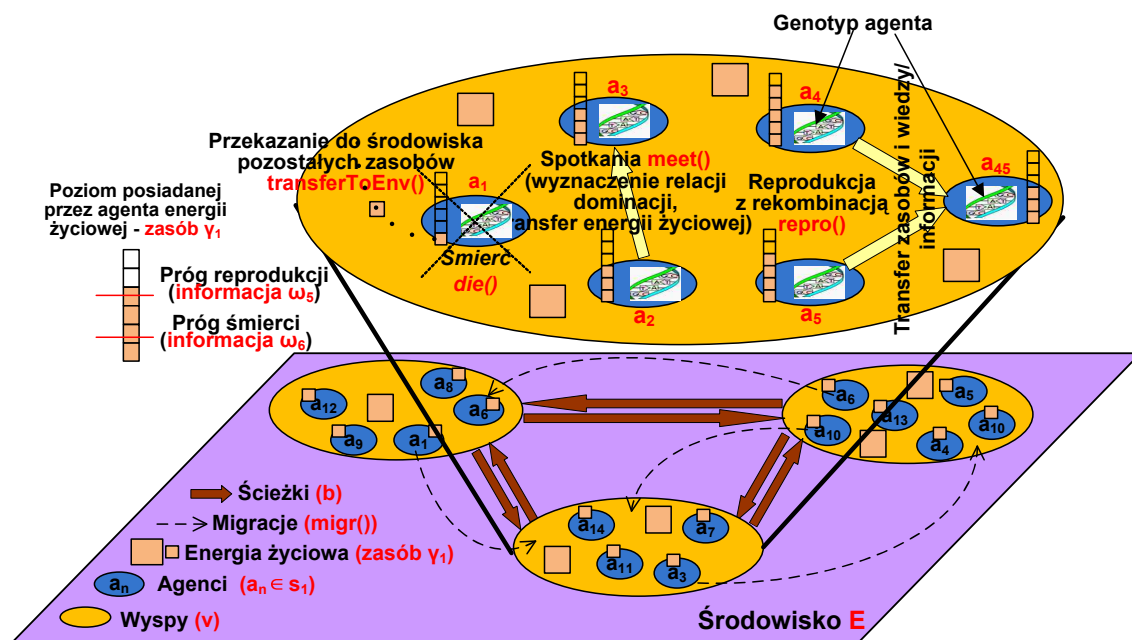 Genotyp agenta
Transfer zasobów i wiedzy/
informacji
a3
a4
a45
Przekazanie do środowiska
pozostałych zasobów
transferToEnv()
a1
Spotkania meet()
(wyznaczenie relacji
dominacji,
transfer energii życiowej)
Reprodukcja
z rekombinacją
repro()
Śmierć
die()
a2
a5
Poziom posiadanej
przez agenta energii
życiowej - zasób γ1
Próg reprodukcji
(informacja ω5)
Próg śmierci
(informacja ω6)
a12
a8
a6
a9
a1
a6
a5
a13
a10
a10
a4
a14
a7
a11
a3
Ścieżki (b)
Migracje (migr())
Energia życiowa (zasób γ1)
an Agenci (an ∈ s1)
Wyspy (v)
Środowisko E